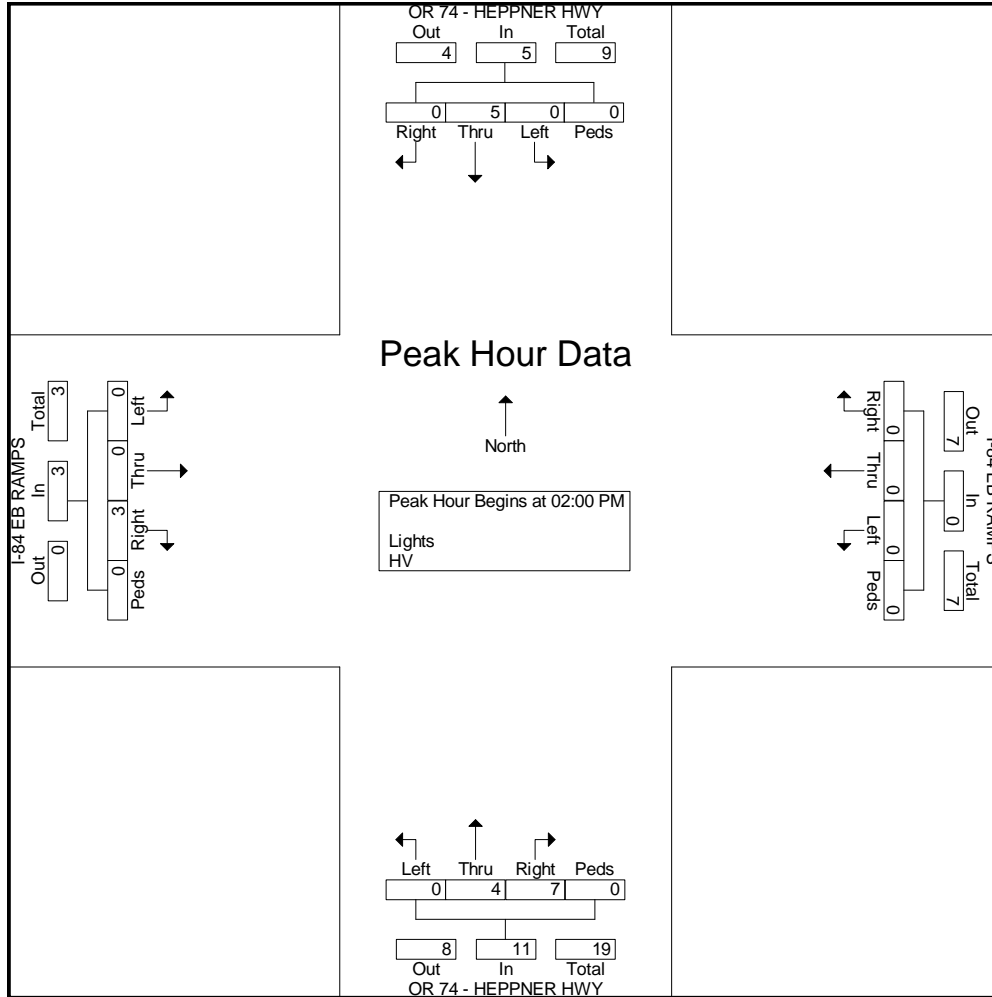 OR 74 - HEPPNER HWY
Out In Total
4 5 9
0 5 0 0
Right Thru Left Peds
Peak Hour Data
North
Peak Hour Begins at 02:00 PM
Lights
HV
I-84 EB RAMPS
Total In Out
3 3 0
0 0 3 0
Left Thru Right Peds
Right Thru Left Peds
0 0 0 0
Out In Total
7 0 7
I-84 EB RAMPS
Left Thru Right Peds
0 4 7 0
8 11 19
Out In Total
OR 74 - HEPPNER HWY